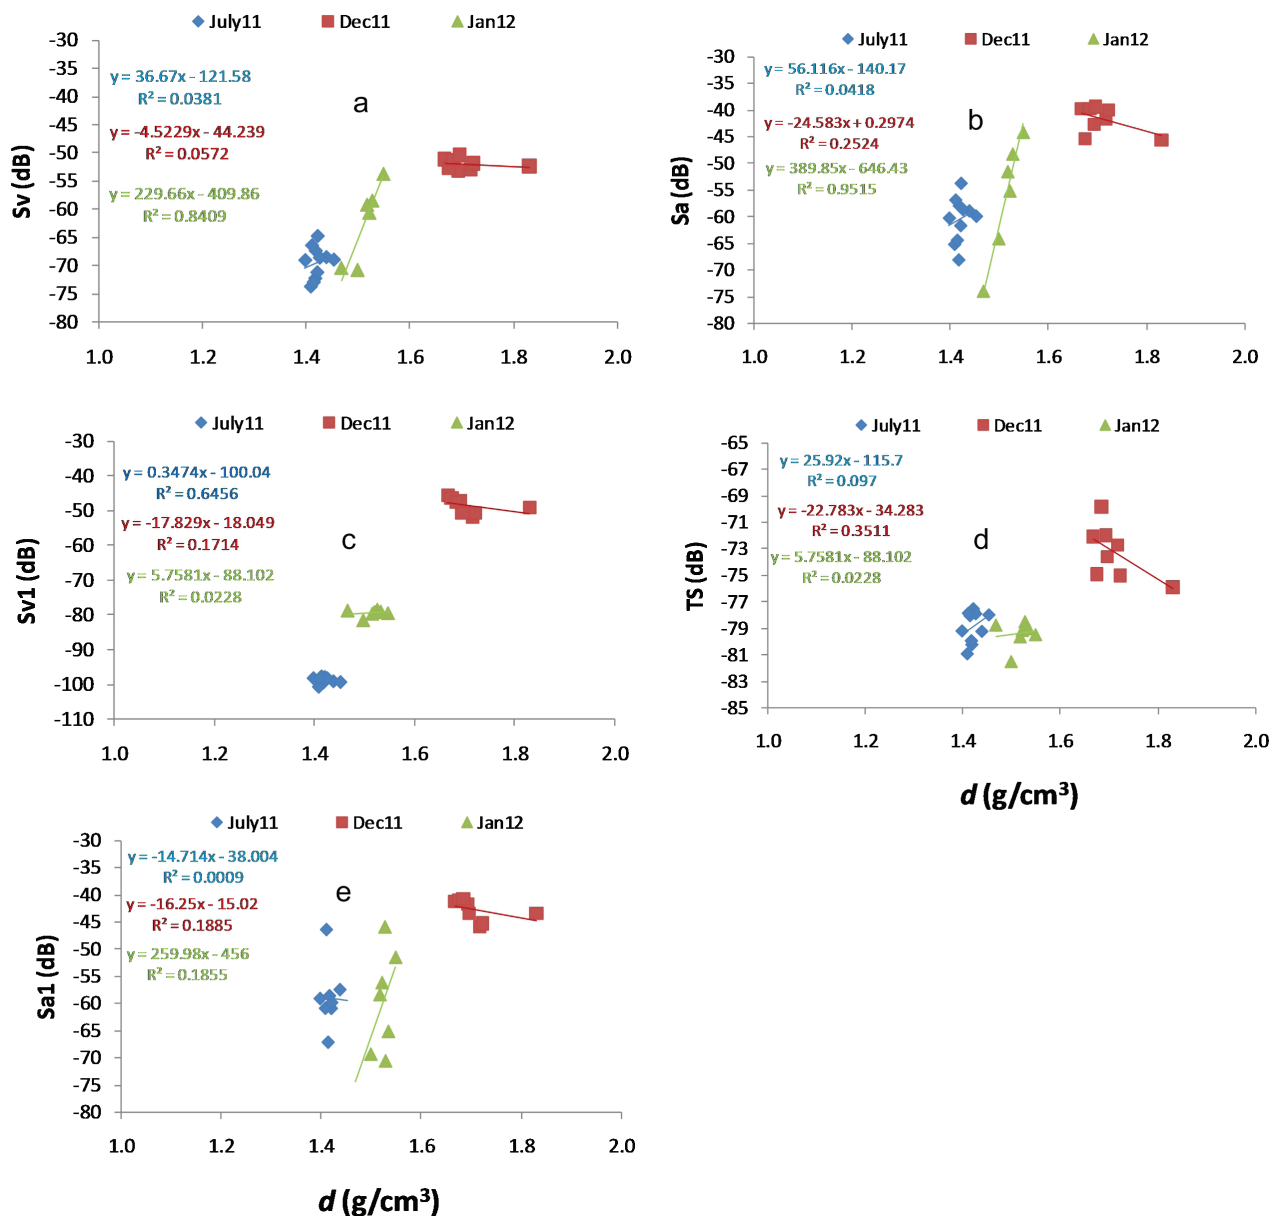 July11 Dec11 Jan12
-30
-35
-40
-45
-50
-55
-60
-65
-70
-75
-80
Sv (dB)
y = 36.67x - 121.58
R² = 0.0381
y = -4.5229x - 44.239
R² = 0.0572
y = 229.66x - 409.86
R² = 0.8409
a
1.0 1.2 1.4 1.6 1.8 2.0
July11 Dec11 Jan12
-30
-35
-40
-45
-50
-55
-60
-65
-70
-75
-80
Sa (dB)
y = 56.116x - 140.17
R² = 0.0418
y = -24.583x + 0.2974
R² = 0.2524
y = 389.85x - 646.43
R² = 0.9515
b
1.0 1.2 1.4 1.6 1.8 2.0
July11 Dec11 Jan12
-30
-40
-50
-60
-70
-80
-90
-100
-110
Sv1 (dB)
y = 0.3474x - 100.04
R² = 0.6456
y = -17.829x - 18.049
R² = 0.1714
y = 5.7581x - 88.102
R² = 0.0228
c
1.0 1.2 1.4 1.6 1.8 2.0
July11 Dec11 Jan12
-65
-67
-69
-71
-73
-75
-77
-79
-81
-83
-85
TS (dB)
y = 25.92x - 115.7
R² = 0.097
y = -22.783x - 34.283
R² = 0.3511
y = 5.7581x - 88.102
R² = 0.0228
d
1.0 1.2 1.4 1.6 1.8 2.0
d (g/cm³)
July11 Dec11 Jan12
-30
-35
-40
-45
-50
-55
-60
-65
-70
-75
-80
Sa1 (dB)
y = -14.714x - 38.004
R² = 0.0009
y = -16.25x - 15.02
R² = 0.1885
y = 259.98x - 456
R² = 0.1855
e
1.0 1.2 1.4 1.6 1.8 2.0
d (g/cm³)